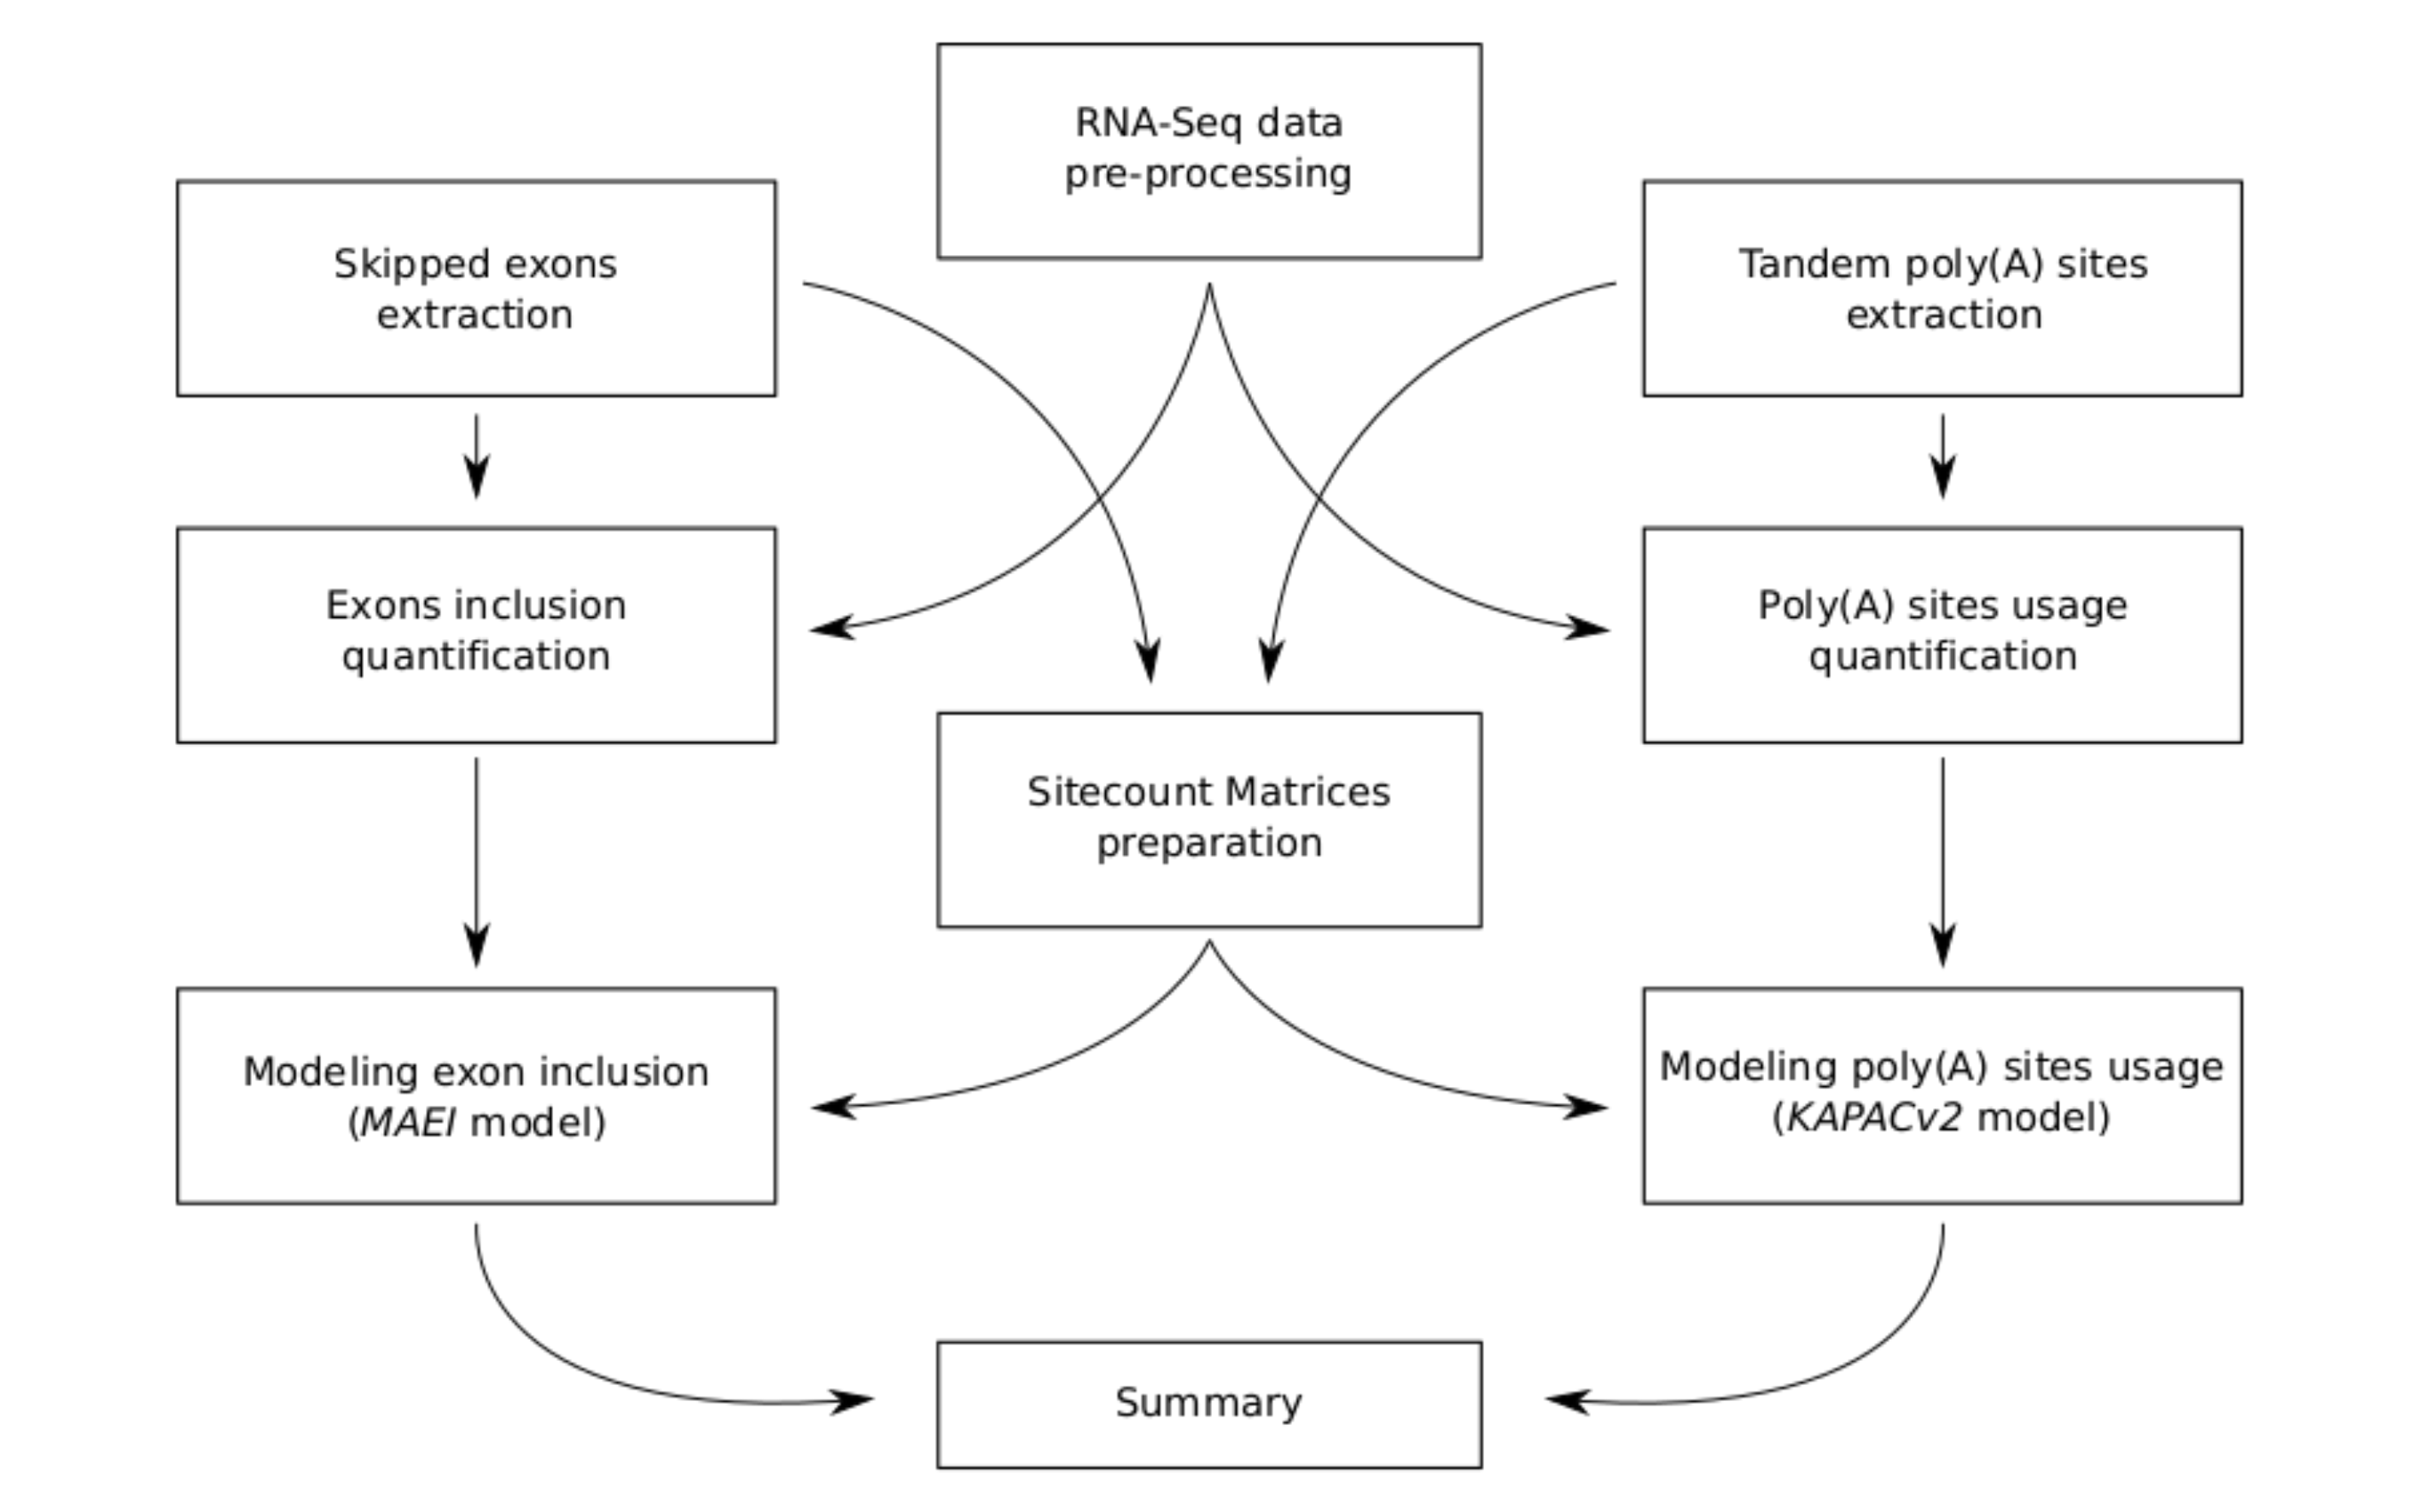 RNA-Seq data
pre-processing
Skipped exons
extraction
Tandem poly(A) sites
extraction
Exons inclusion
quantification
Poly(A) sites usage
quantification
Sitecount Matrices
preparation
Modeling exon inclusion
(MAEI model)
Modeling poly(A) sites usage
(KAPACv2 model)
Summary